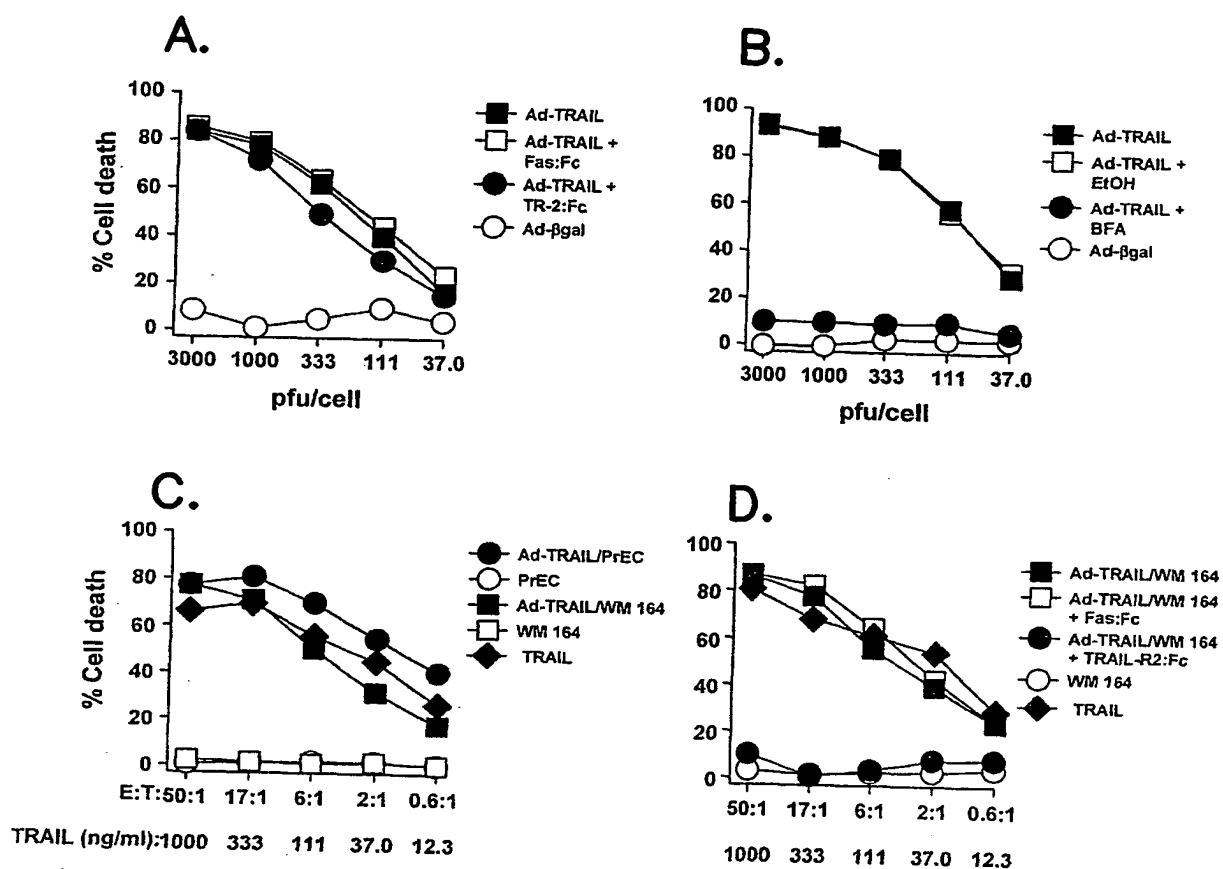 A.
100
80
60
40
20
0
% Cell death
3000 1000 333 111 37.0
pfu/cell
Ad-TRAIL
Ad-TRAIL +
Fas:Fc
Ad-TRAIL +
TR-2:Fc
Ad-βgal
B.
100
80
60
40
20
0
3000 1000 333 111 37.0
pfu/cell
Ad-TRAIL
Ad-TRAIL +
EtOH
Ad-TRAIL +
BFA
Ad-βgal
C.
100
80
60
40
20
0
% Cell death
E:T:50:1 17:1 6:1 2:1 0.6:1
TRAIL (ng/ml):1000 333 111 37.0 12.3
Ad-TRAIL/PrEC
PrEC
Ad-TRAIL/WM 164
WM 164
TRAIL
D.
100
80
60
40
20
0
50:1 17:1 6:1 2:1 0.6:1
1000 333 111 37.0 12.3
Ad-TRAIL/WM 164
Ad-TRAIL/WM 164
+ Fas:Fc
Ad-TRAIL/WM 164
+ TRAIL-R2:Fc
WM 164
TRAIL